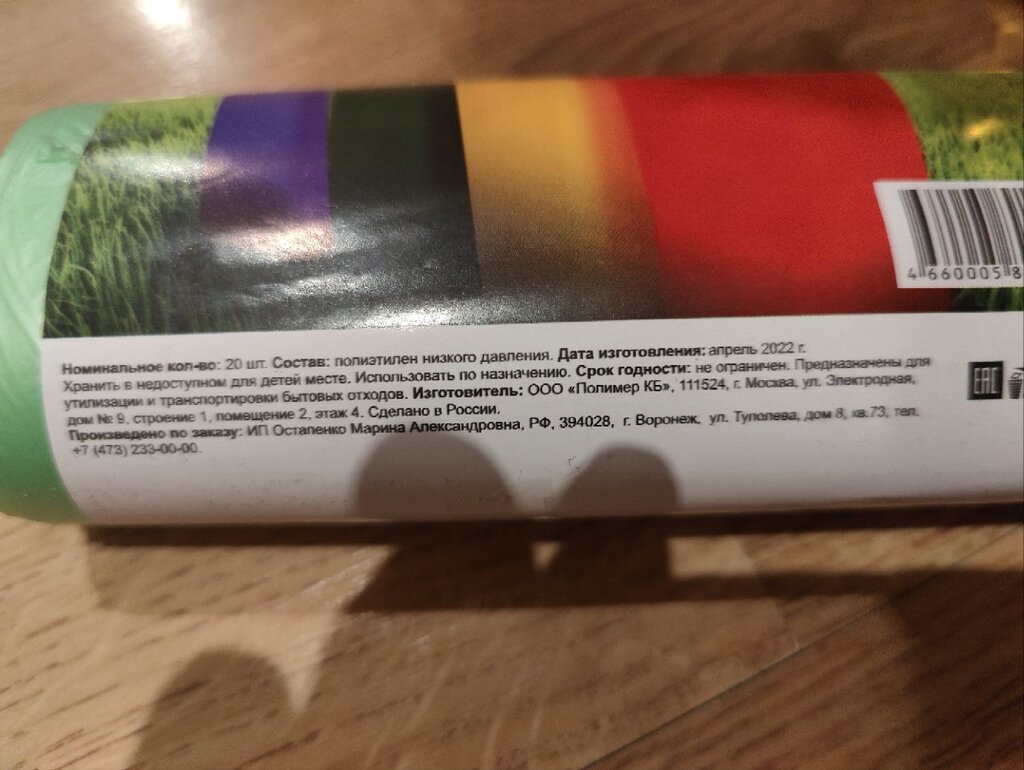 Номинальное кол-во: 20 шт. Состав: полиэтилен низкого давления. Дата изготовления: апрель 2022 г.
Хранить в недоступном для детей месте. Использовать по назначению. Срок годности: не ограничен. Предназначены для
утилизации и транспортировки бытовых отходов. Изготовитель: ООО «Полимер КБ», 111524, г. Москва, ул. Электродная,
дом № 9, строение 1, помещение 2, этаж 4. Сделано в России.
Произведено по заказу: ИП Остапенко Марина Александровна, РФ, 394028, г. Воронеж, ул. Туполева, дом 8, кв.73, тел.
+7 (473) 233-00-00.
4 660005 8
EAC